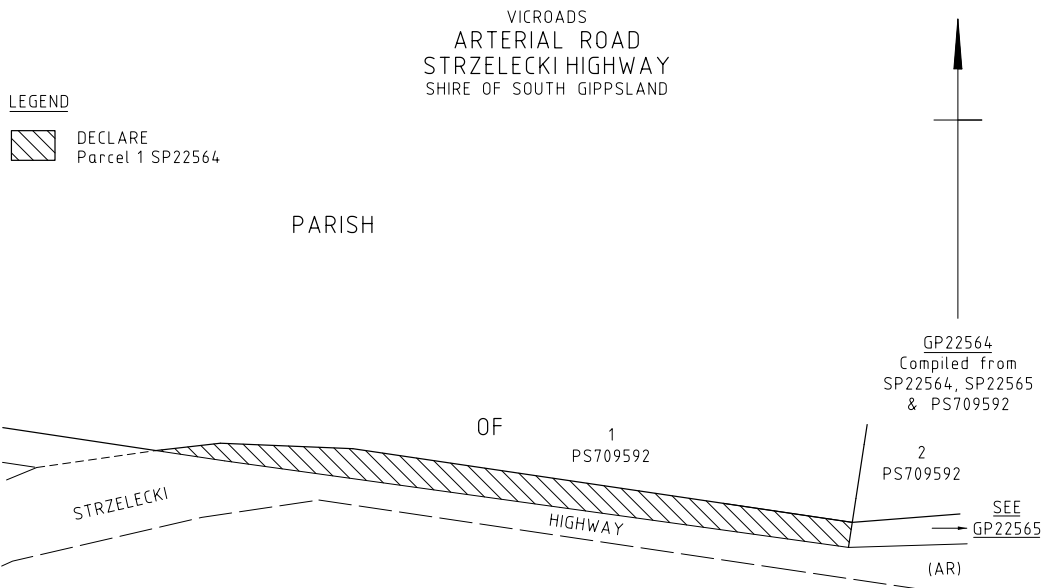 VICROADS
ARTERIAL ROAD
STRZELECKI HIGHWAY
SHIRE OF SOUTH GIPPSLAND
LEGEND
DECLARE
Parcel 1 SP22564
PARISH
GP22564
Compiled from
SP22564, SP22565
& PS709592
OF
1
PS709592
2
PS709592
STRZELECKI
HIGHWAY
SEE
GP22565
(AR)